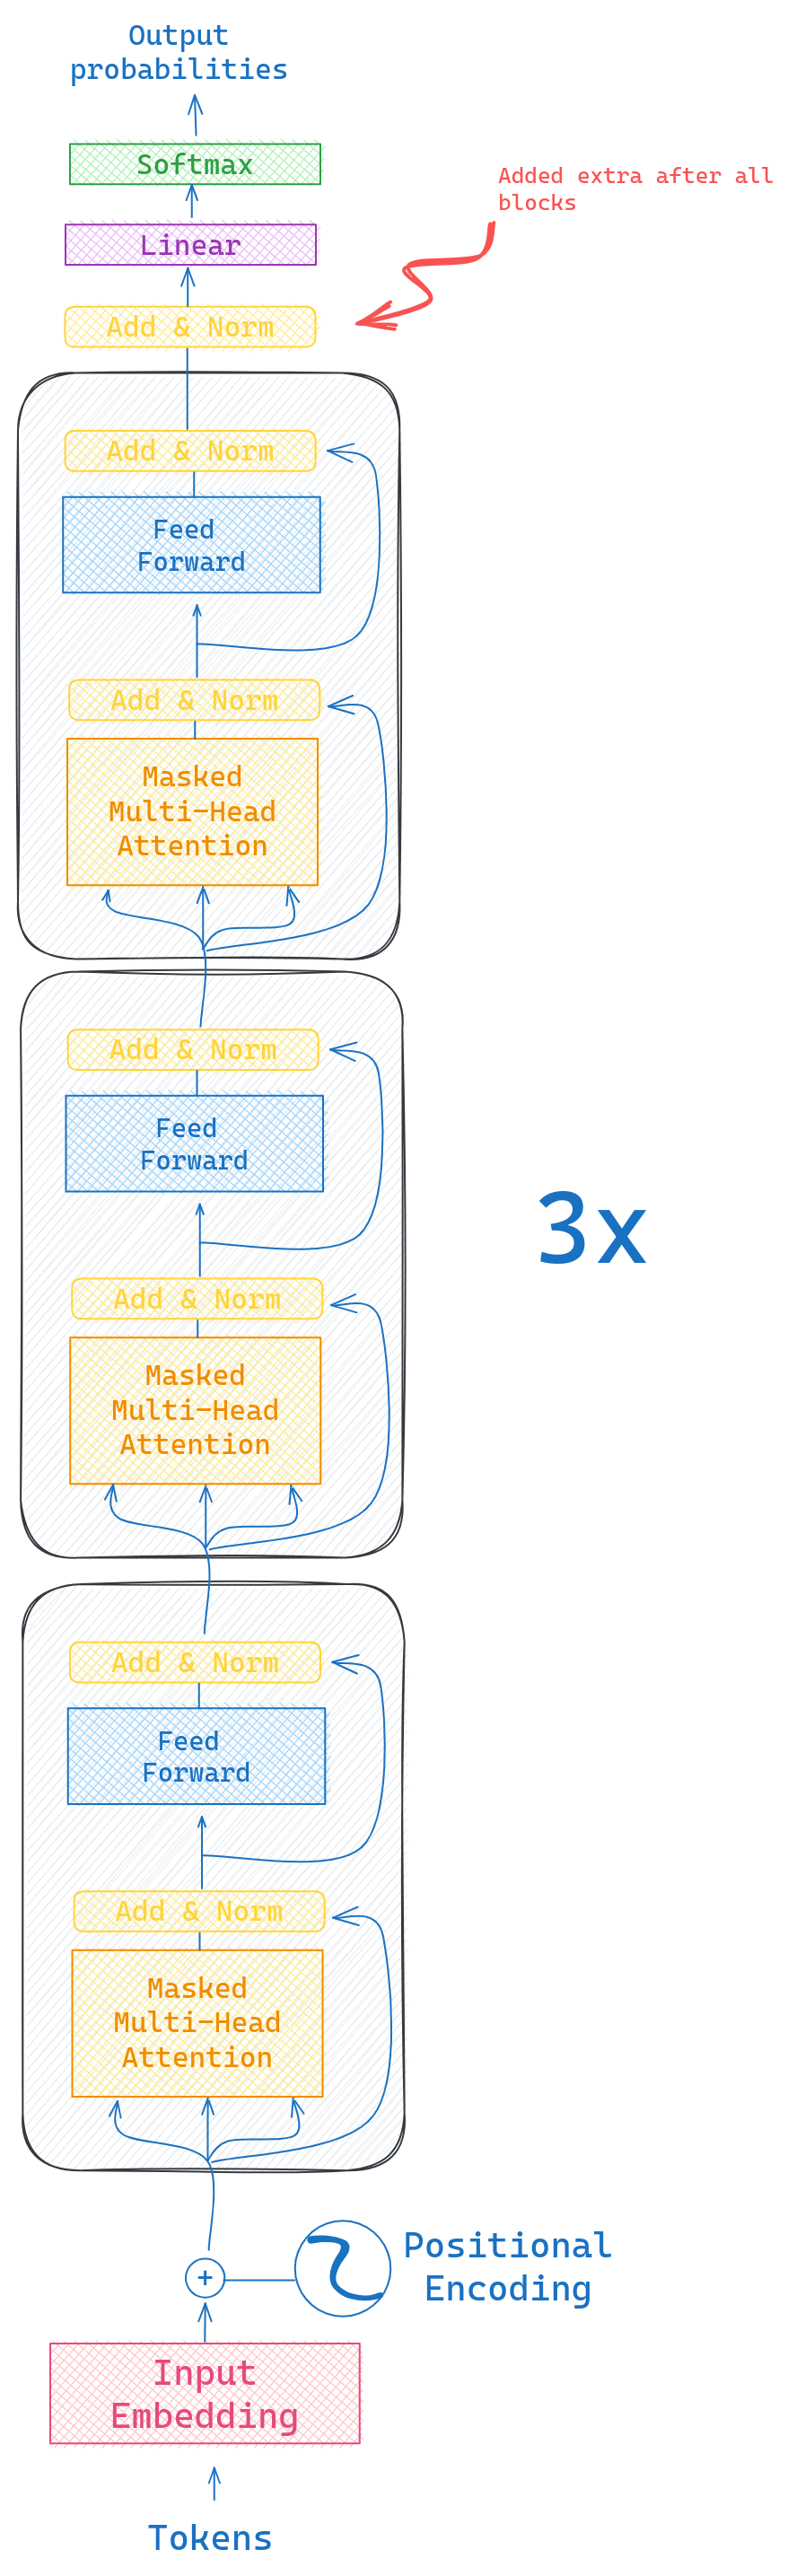 Output
probabilities
Softmax
Added extra after all
blocks
Linear
Add & Norm
Add & Norm
Feed
Forward
Add & Norm
Masked
Multi-Head
Attention
Add & Norm
Feed
Forward
3x
Add & Norm
Masked
Multi-Head
Attention
Add & Norm
Feed
Forward
Add & Norm
Masked
Multi-Head
Attention
Positional
Encoding
+
Input
Embedding
Tokens